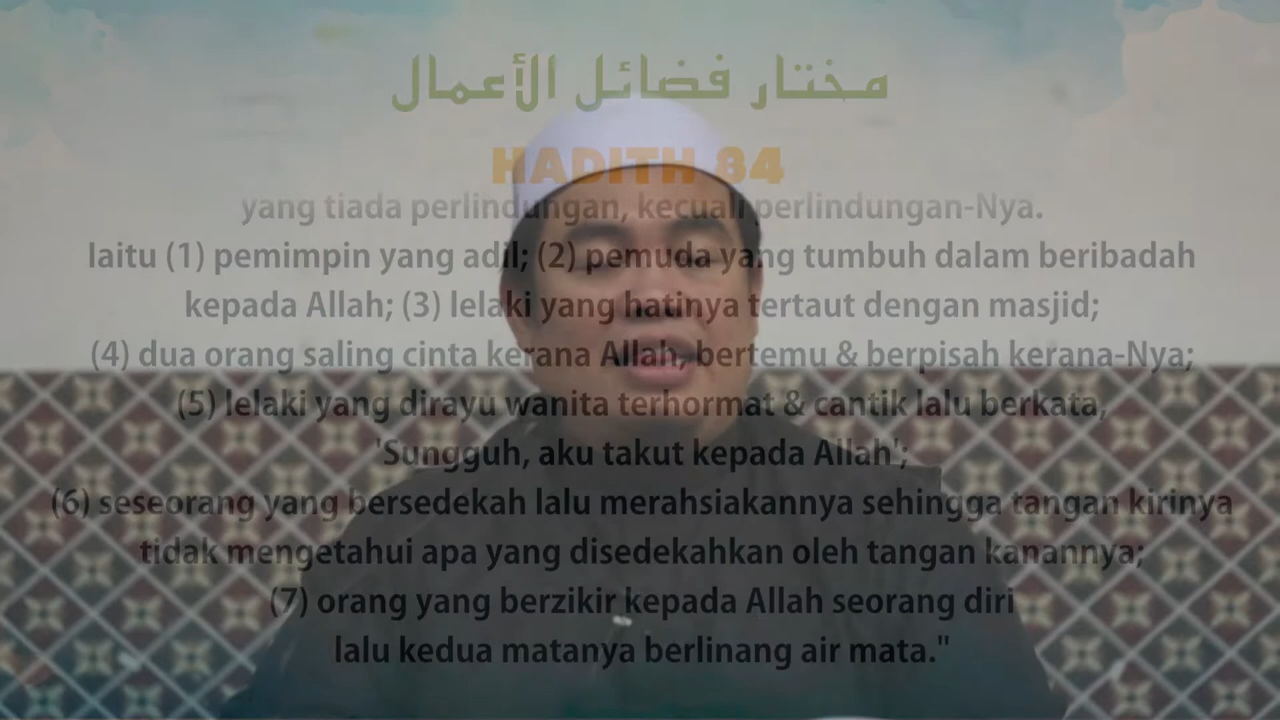 مختار فضائل الأعمال
HADITH 84
yang tiada perlindungan, kecuali perlindungan-Nya.
Iaitu (1) pemimpin yang adil; (2) pemuda yang tumbuh dalam beribadah
kepada Allah; (3) lelaki yang hatinya tertaut dengan masjid;
(4) dua orang saling cinta kerana Allah, bertemu & berpisah kerana-Nya;
(5) lelaki yang dirayu wanita terhormat & cantik lalu berkata,
'Sungguh, aku takut kepada Allah';
(6) seseorang yang bersedekah lalu merahsiakannya sehingga tangan kirinya
tidak mengetahui apa yang disedekahkan oleh tangan kanannya;
(7) orang yang berzikir kepada Allah seorang diri
lalu kedua matanya berlinang air mata."